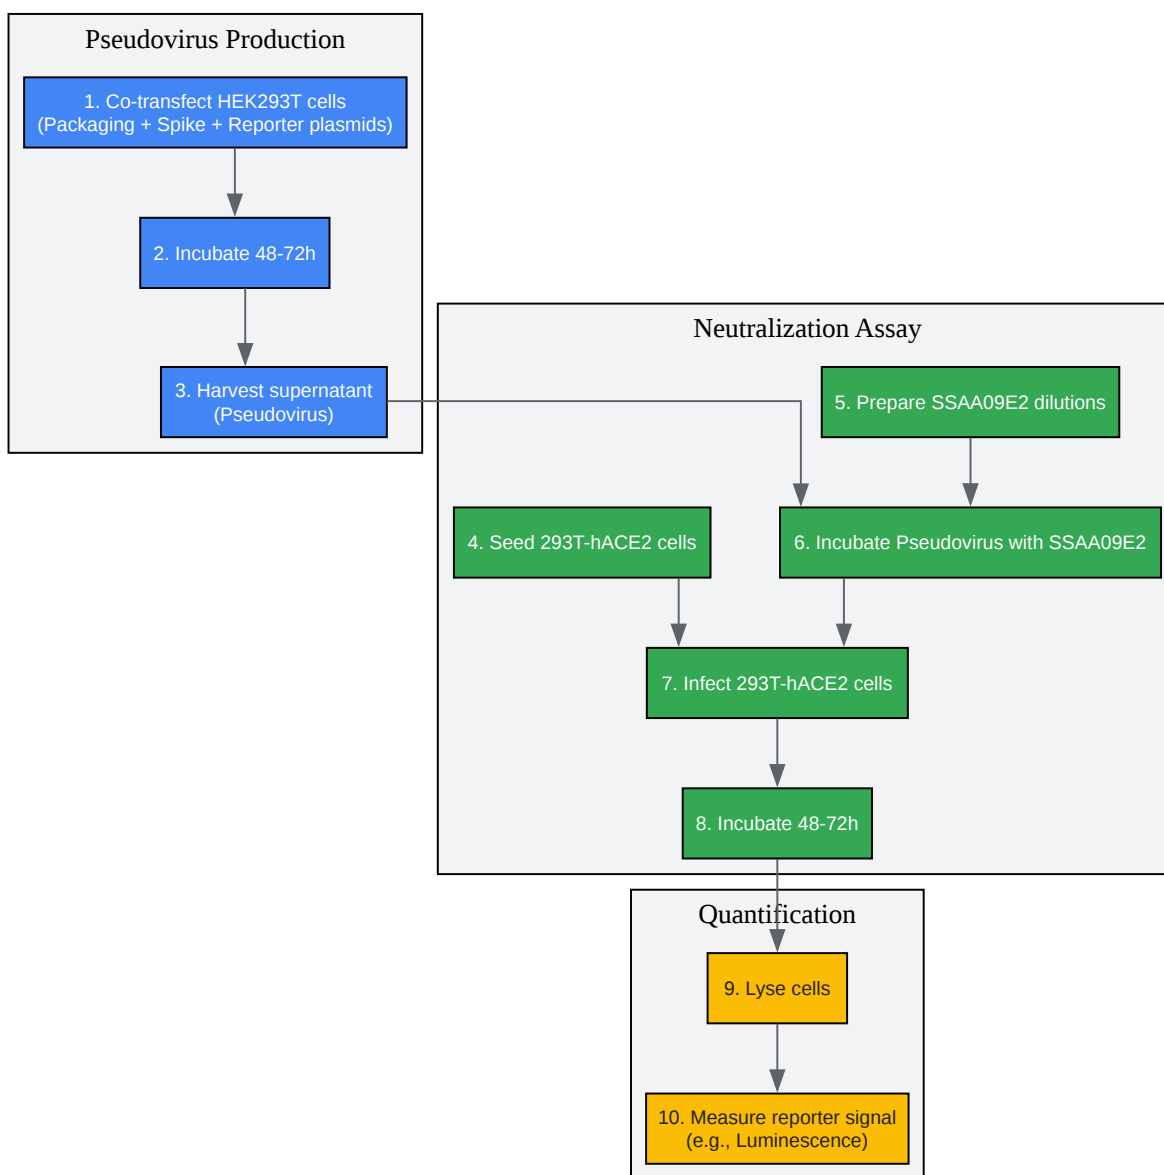 Pseudovirus Production
1. Co-transfect HEK293T cells
(Packaging + Spike + Reporter plasmids)
2. Incubate 48-72h
3. Harvest supernatant
(Pseudovirus)
Neutralization Assay
5. Prepare SSAA09E2 dilutions
4. Seed 293T-hACE2 cells
6. Incubate Pseudovirus with SSAA09E2
7. Infect 293T-hACE2 cells
8. Incubate 48-72h
Quantification
9. Lyse cells
10. Measure reporter signal
(e.g., Luminescence)